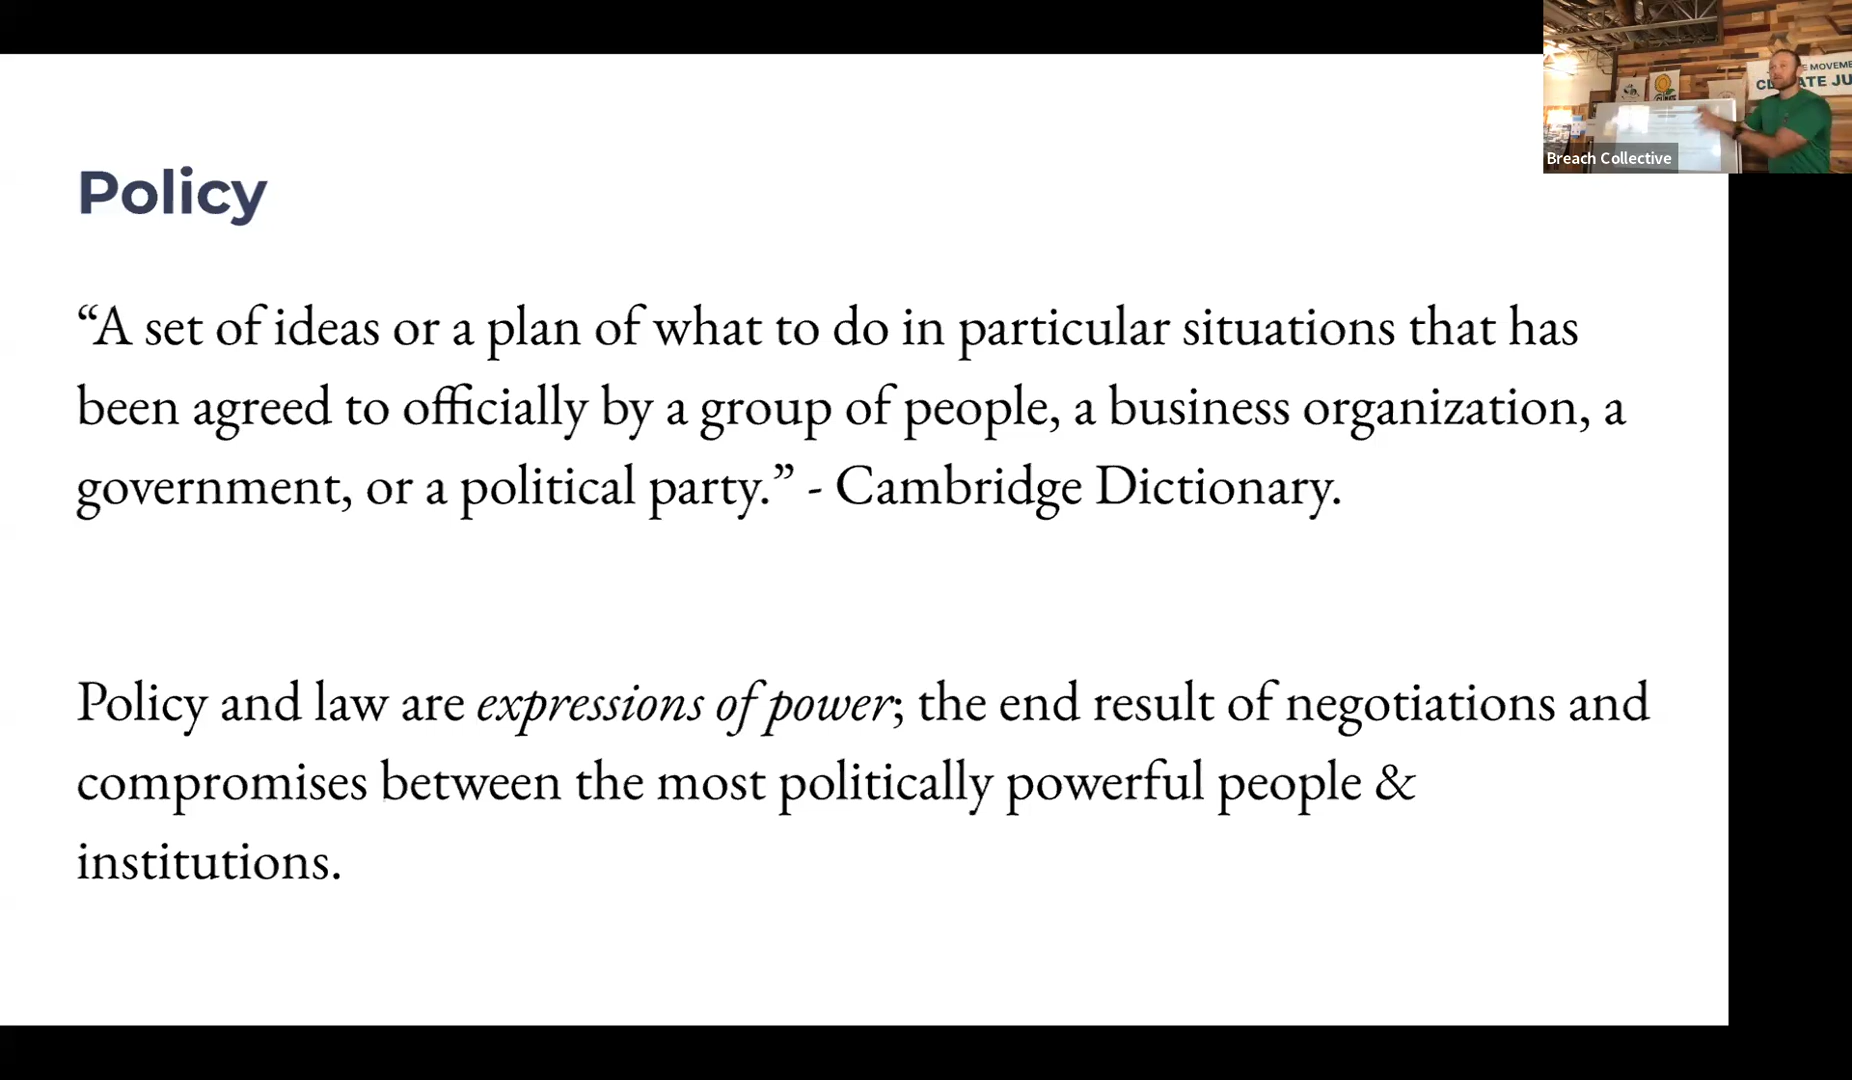 Policy
“A set of ideas or a plan of what to do in particular situations that has
been agreed to officially by a group of people, a business organization, a
government, or a political party.” - Cambridge Dictionary.
Policy and law are expressions of power; the end result of negotiations and
compromises between the most politically powerful people &
institutions.
Breach Collective